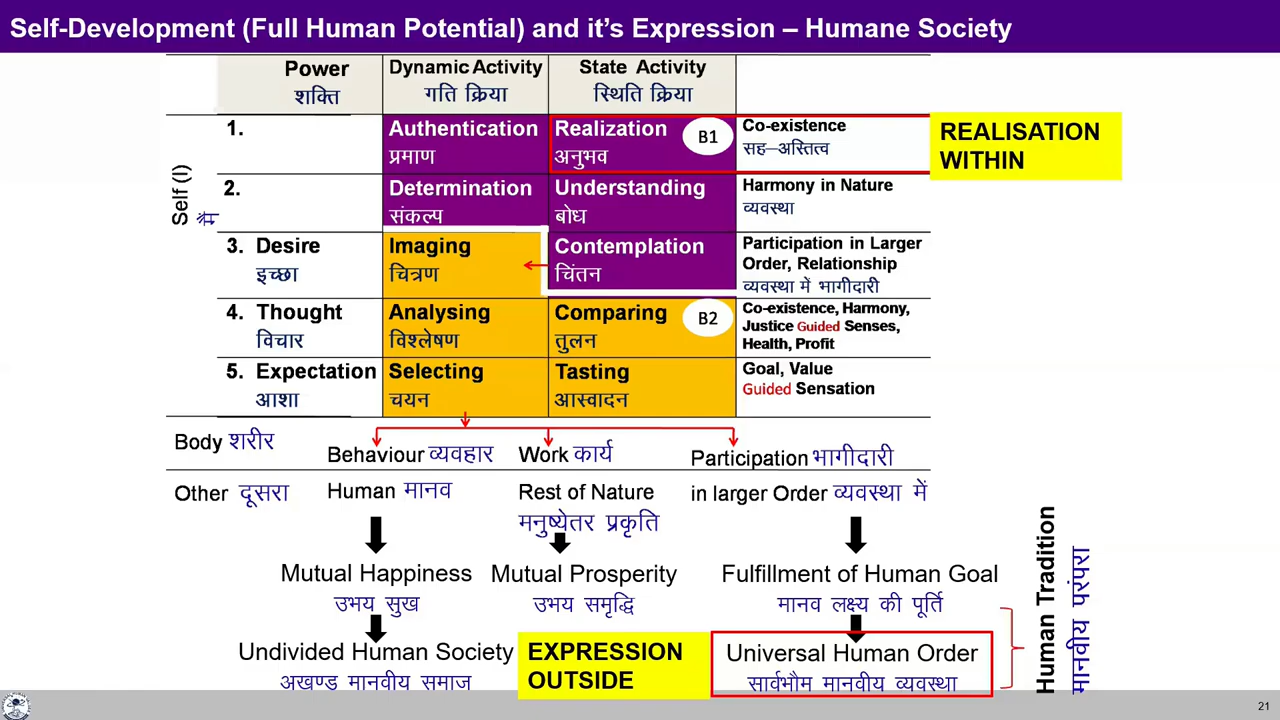 Self-Development (Full Human Potential) and it's Expression – Humane Society
Power
शक्ति
Dynamic Activity
गति क्रिया
State Activity
स्थिति क्रिया
Self (I)
मैं
1.
Authentication
प्रमाण
Realization
अनुभव
B1
Co-existence
सह–अस्तित्व
REALISATION
WITHIN
2.
Determination
संकल्प
Understanding
बोध
Harmony in Nature
व्यवस्था
3. Desire
इच्छा
Imaging
चित्रण
Contemplation
चिंतन
Participation in Larger
Order, Relationship
व्यवस्था में भागीदारी
4. Thought
विचार
Analysing
विश्लेषण
Comparing
तुलन
B2
Co-existence, Harmony,
Justice Guided Senses,
Health, Profit
5. Expectation
आशा
Selecting
चयन
Tasting
आस्वादन
Goal, Value
Guided Sensation
Body शरीर
Behaviour व्यवहार
Work कार्य
Participation भागीदारी
Other दूसरा
Human मानव
Rest of Nature
मनुष्येतर प्रकृति
in larger Order व्यवस्था में
Mutual Happiness
उभय सुख
Mutual Prosperity
उभय समृद्धि
Fulfillment of Human Goal
मानव लक्ष्य की पूर्ति
Undivided Human Society
अखण्ड मानवीय समाज
EXPRESSION
OUTSIDE
Universal Human Order
सार्वभौम मानवीय व्यवस्था
Human Tradition
मानवीय परंपरा
21